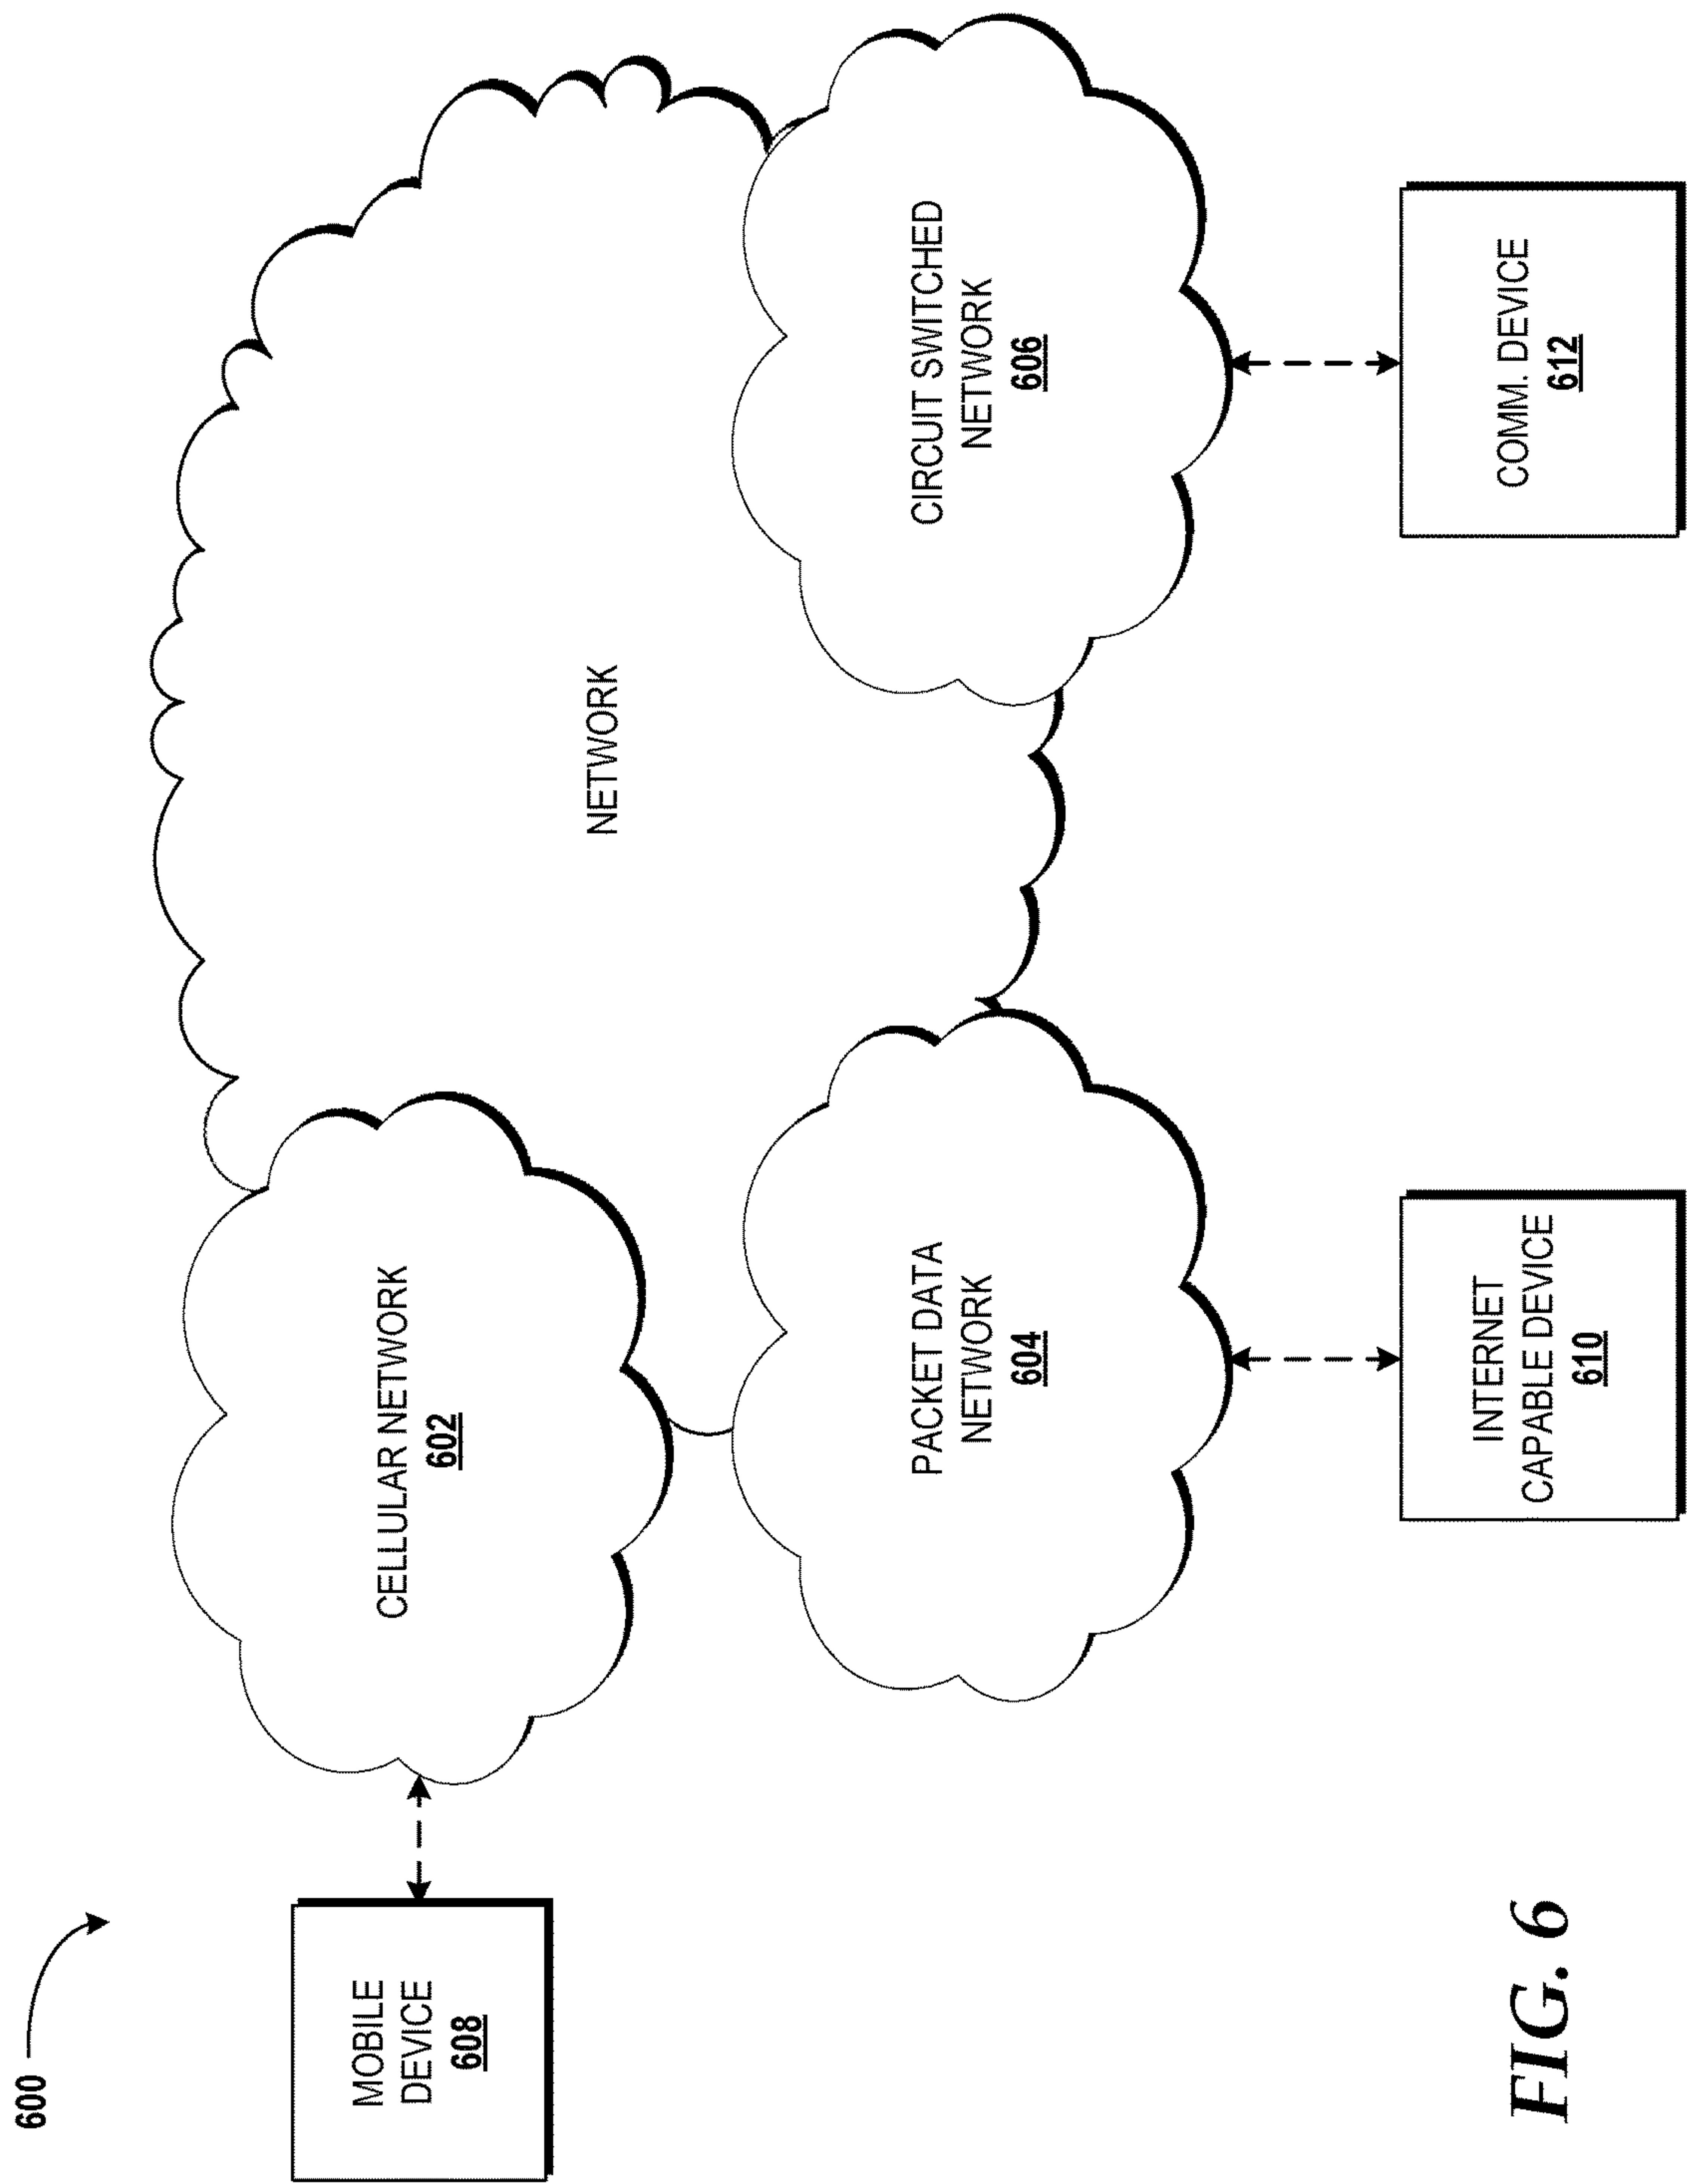 600
MOBILE
DEVICE
608
CELLULAR NETWORK
602
NETWORK
PACKET DATA
NETWORK
604
CIRCUIT SWITCHED
NETWORK
606
INTERNET
CAPABLE DEVICE
610
COMM. DEVICE
612
FIG. 6